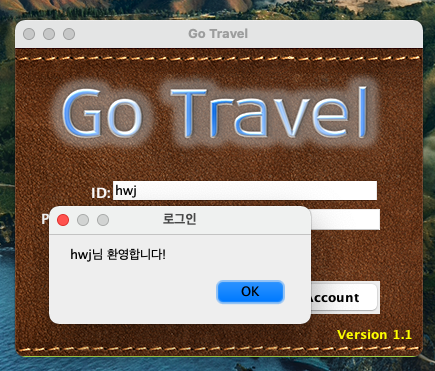 Go Travel
Go Travel
ID: hwj
로그인
hwj님 환영합니다!
OK
Account
Version 1.1